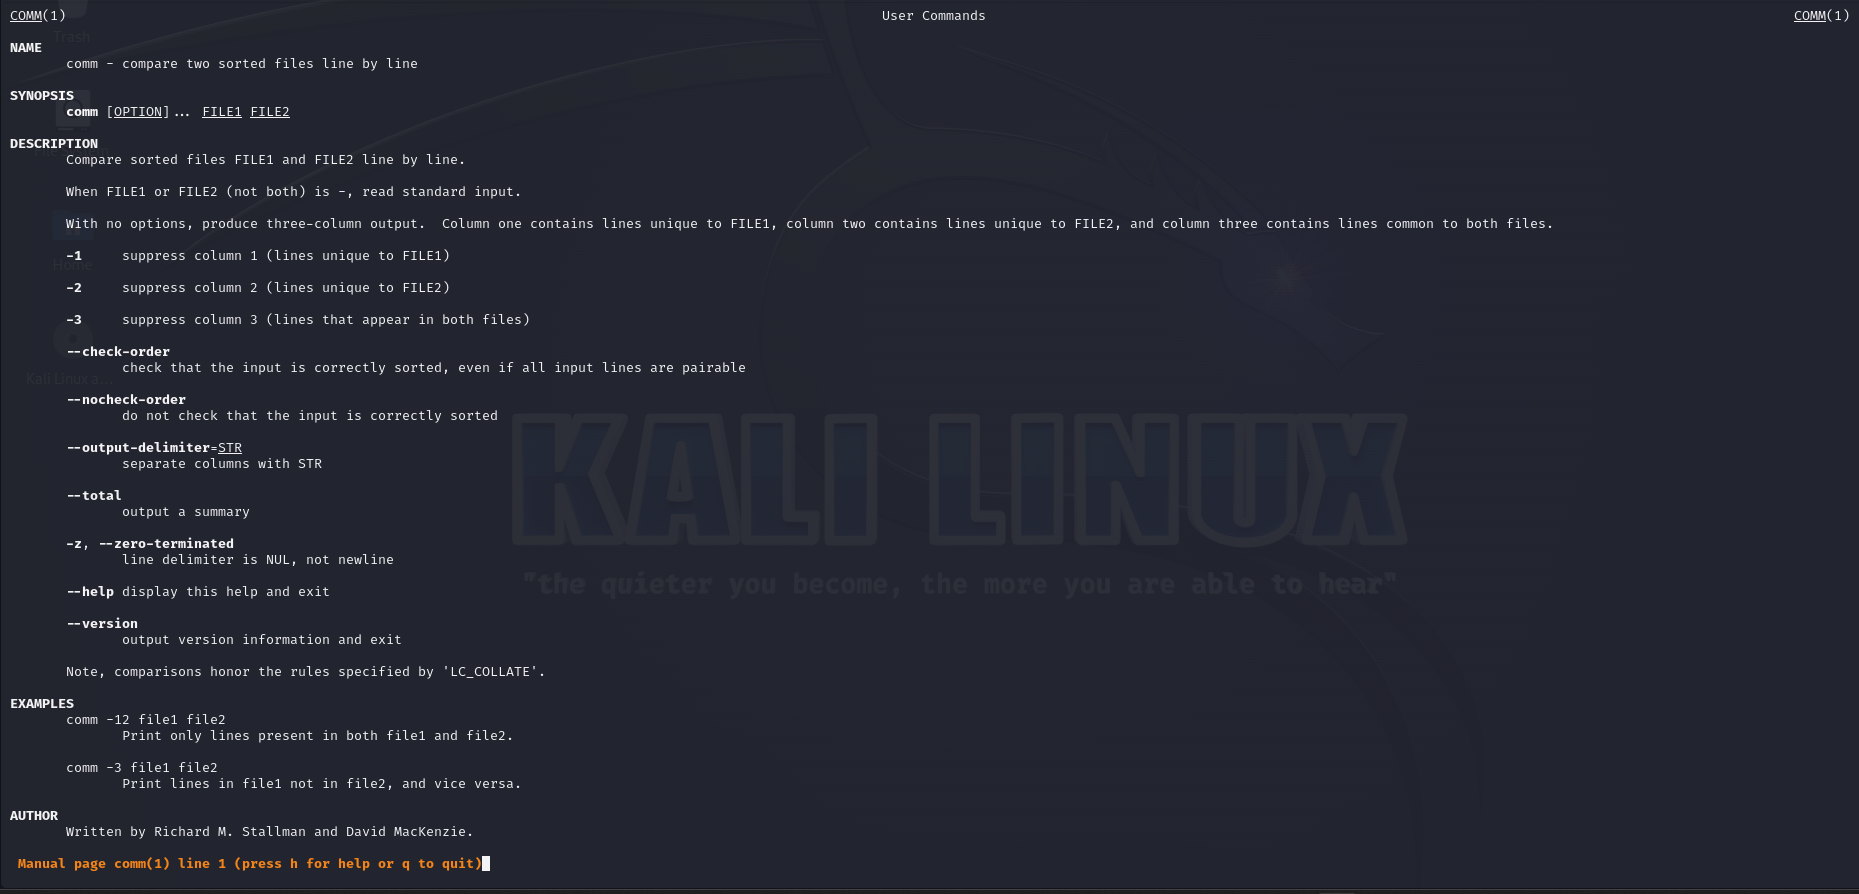 COMM(1) User Commands COMM(1)
NAME
comm - compare two sorted files line by line
SYNOPSIS
comm [OPTION]... FILE1 FILE2
DESCRIPTION
Compare sorted files FILE1 and FILE2 line by line.
When FILE1 or FILE2 (not both) is -, read standard input.
With no options, produce three-column output.  Column one contains lines unique to FILE1, column two contains lines unique to FILE2, and column three contains lines common to both files.
-1 suppress column 1 (lines unique to FILE1)
-2 suppress column 2 (lines unique to FILE2)
-3 suppress column 3 (lines that appear in both files)
--check-order
check that the input is correctly sorted, even if all input lines are pairable
--nocheck-order
do not check that the input is correctly sorted
--output-delimiter=STR
separate columns with STR
--total
output a summary
-z, --zero-terminated
line delimiter is NUL, not newline
--help display this help and exit
--version
output version information and exit
Note, comparisons honor the rules specified by 'LC_COLLATE'.
EXAMPLES
comm -12 file1 file2
Print only lines present in both file1 and file2.
comm -3 file1 file2
Print lines in file1 not in file2, and vice versa.
AUTHOR
Written by Richard M. Stallman and David MacKenzie.
Manual page comm(1) line 1 (press h for help or q to quit)
Trash
Home
Kali Linux a...
KALI LINUX
"the quieter you become, the more you are able to hear"